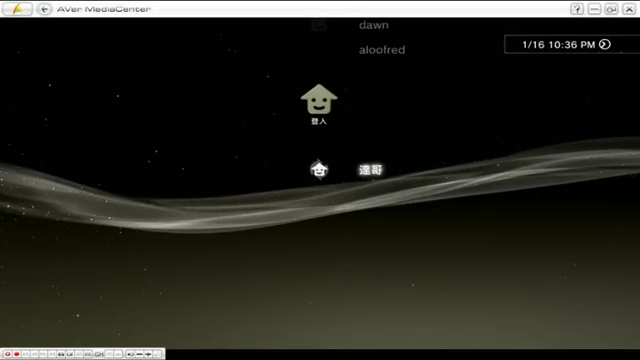 AVer MediaCenter
dawn
aloofred
1/16 10:36 PM
登入
達哥